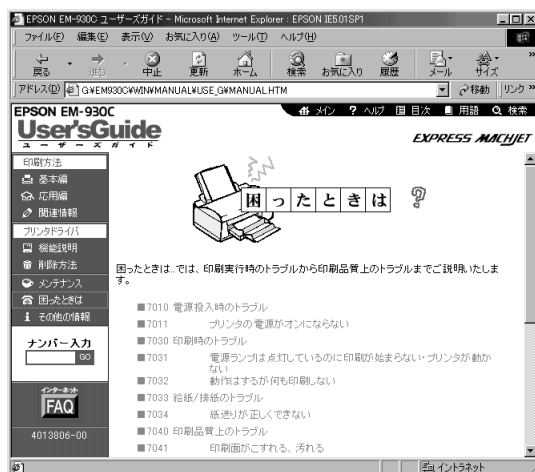 EPSON EM-930C ユーザーズガイド - Microsoft Internet Explorer : EPSON IE5.01SP1
ファイル(F) 編集(E) 表示(V) お気に入り(A) ツール(T) ヘルプ(H)
戻る 進む 中止 更新 ホーム 検索 お気に入り 履歴 メール サイズ
アドレス(D) G:¥EM930C¥WIN¥MANUAL¥USE_G¥MANUAL.HTM 移動 リンク »
EPSON EM-930C
メイン ? ヘルプ 目次 用語 検索
User'sGuide
ユーザーズガイド
EXPRESS MACHJET
印刷方法
基本編
応用編
関連情報
プリンタドライバ
機能説明
削除方法
メンテナンス
困ったときは
その他の情報
ナンバー入力
GO
インターネット
FAQ
4013806-00
困ったときは ?
困ったときは...では、印刷実行時のトラブルから印刷品質上のトラブルまでご説明いたします。
■7010 電源投入時のトラブル
■7011 プリンタの電源がオンにならない
■7030 印刷時のトラブル
■7031 電源ランプは点灯しているのに印刷が始まらない・プリンタが動かない
■7032 動作はするが何も印刷しない
■7033 給紙/排紙のトラブル
■7034 紙送りが正しくできない
■7040 印刷品質上のトラブル
■7041 印刷面がこすれる、汚れる
イントラネット